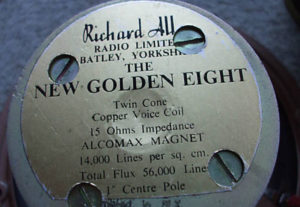 Richard All
RADIO LIMITE
BATLEY, YORKSHI
THE
NEW GOLDEN EIGHT
Twin Cone
Copper Voice Coil
15 Ohms Impedance
ALCOMAX MAGNET
14,000 Lines per sq. cm.
Total Flux 56,000 Line
1" Centre Pole